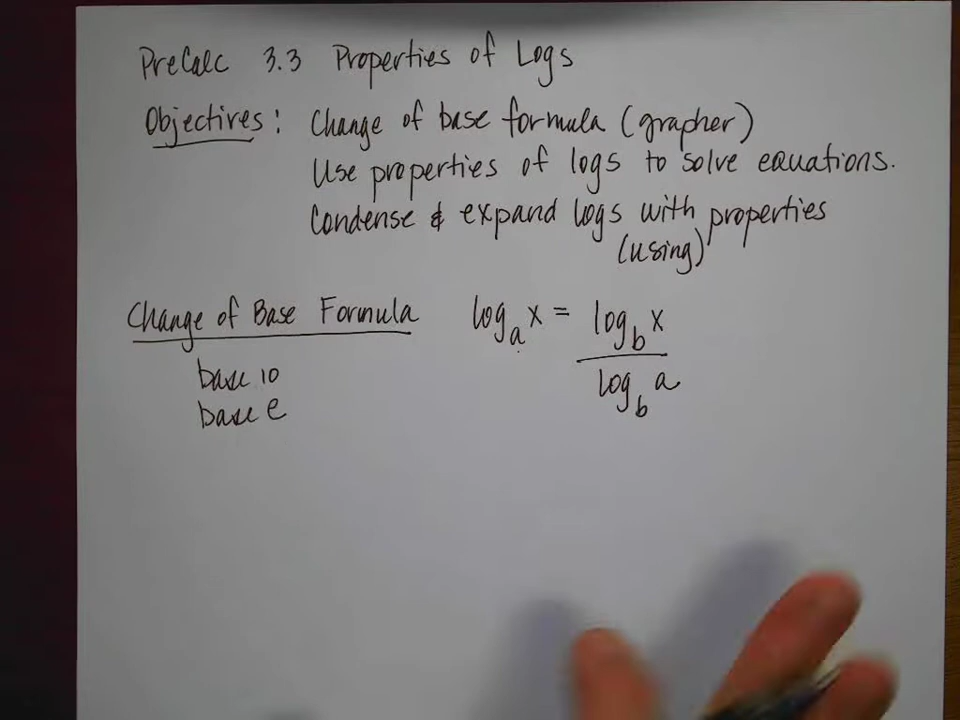 PreCalc 3.3 Properties of Logs
Objectives: Change of base formula (grapher)
Use properties of logs to solve equations.
Condense & expand logs with properties
(using)
Change of Base Formula log_a x = log_b x / log_b a
base 10
base e